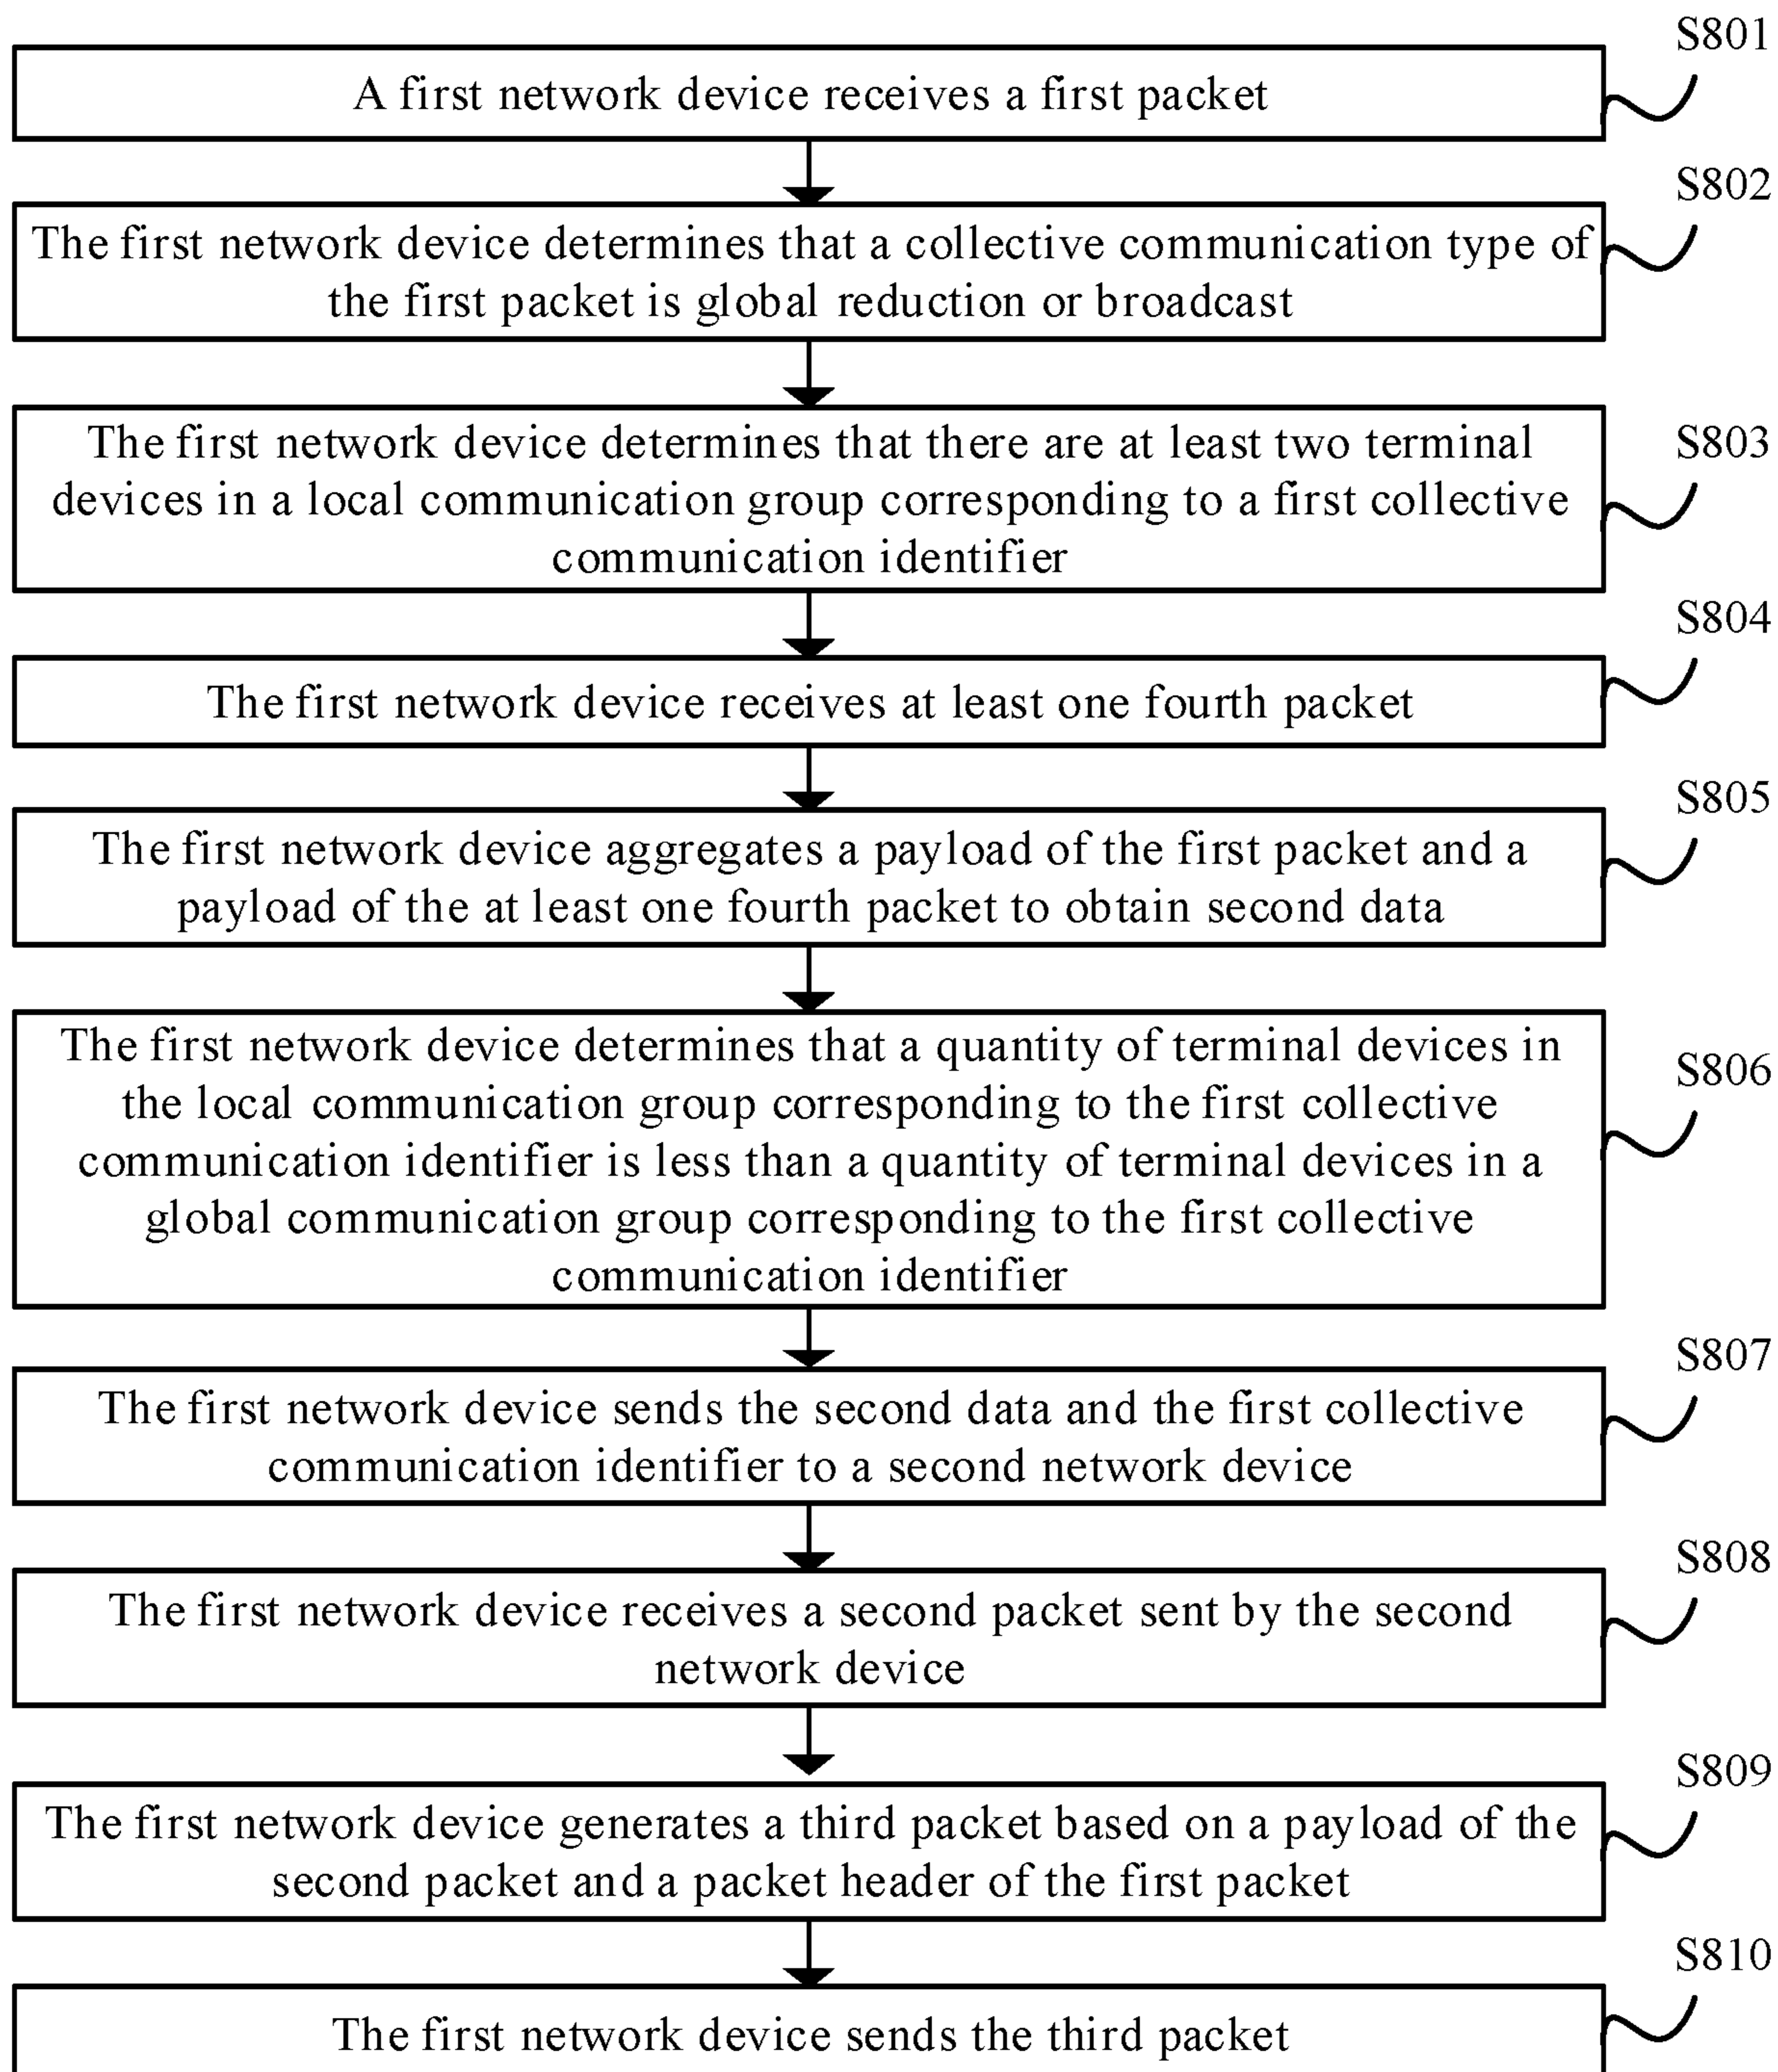 S801
A first network device receives a first packet
S802
The first network device determines that a collective communication type of
the first packet is global reduction or broadcast
S803
The first network device determines that there are at least two terminal
devices in a local communication group corresponding to a first collective
communication identifier
S804
The first network device receives at least one fourth packet
S805
The first network device aggregates a payload of the first packet and a
payload of the at least one fourth packet to obtain second data
S806
The first network device determines that a quantity of terminal devices in
the local communication group corresponding to the first collective
communication identifier is less than a quantity of terminal devices in a
global communication group corresponding to the first collective
communication identifier
S807
The first network device sends the second data and the first collective
communication identifier to a second network device
S808
The first network device receives a second packet sent by the second
network device
S809
The first network device generates a third packet based on a payload of the
second packet and a packet header of the first packet
S810
The first network device sends the third packet